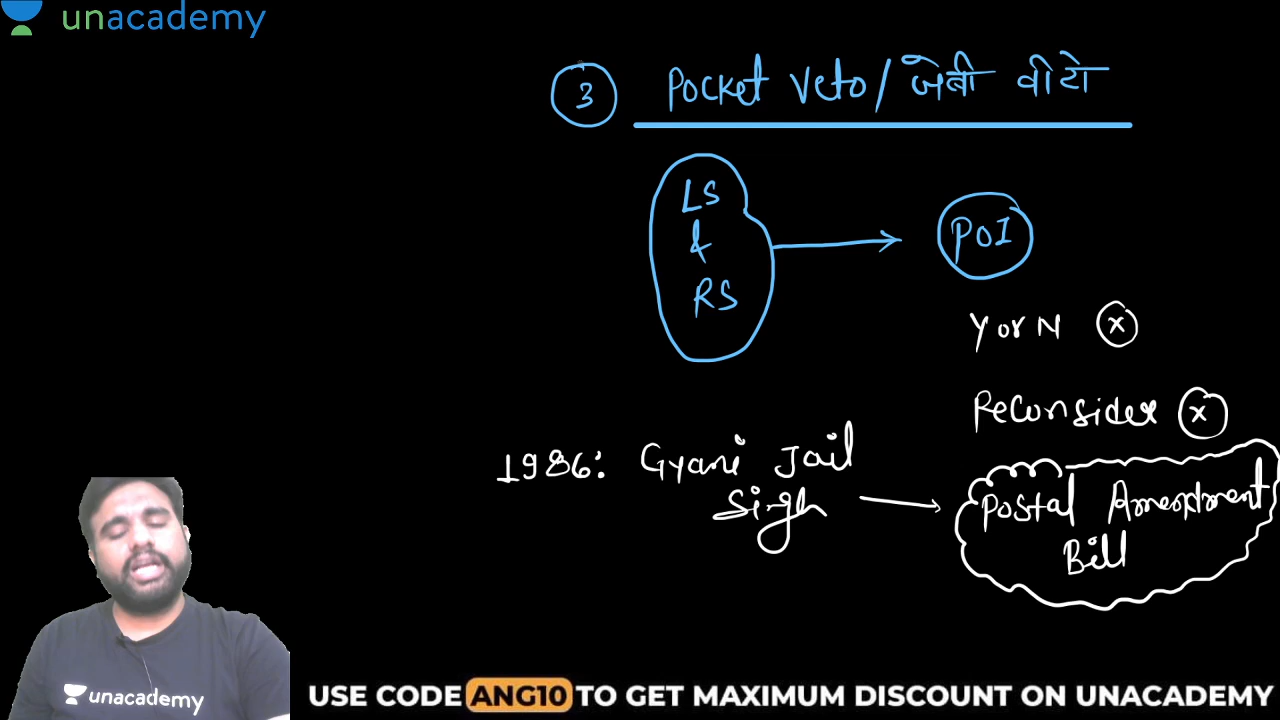 unacademy
3 Pocket Veto / जेबी वीटो
LS
&
RS
POI
Y or N x
Reconsider x
1986: Gyani Jail
Singh
Postal Amendment
Bill
unacademy
USE CODE ANG10 TO GET MAXIMUM DISCOUNT ON UNACADEMY